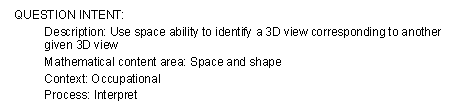 QUESTION INTENT:
Description: Use space ability to identify a 3D view corresponding to another
given 3D view
Mathematical content area: Space and shape
Context: Occupational
Process: Interpret